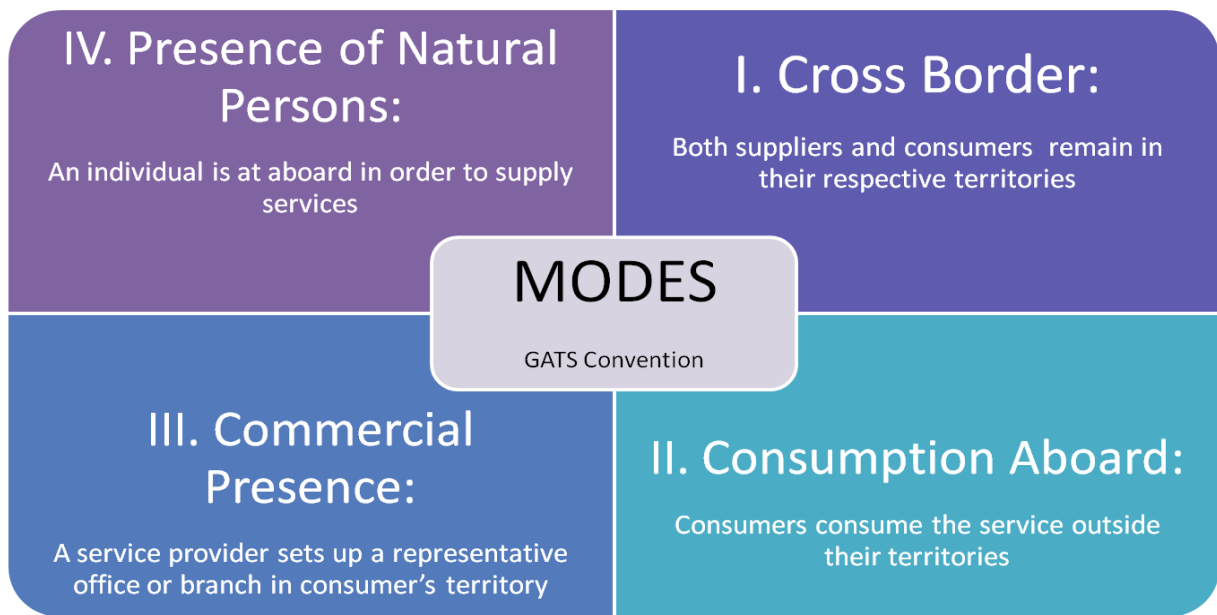 IV. Presence of Natural
Persons:
An individual is at aboard in order to supply
services
I. Cross Border:
Both suppliers and consumers remain in
their respective territories
MODES
GATS Convention
III. Commercial
Presence:
A service provider sets up a representative
office or branch in consumer's territory
II. Consumption Aboard:
Consumers consume the service outside
their territories